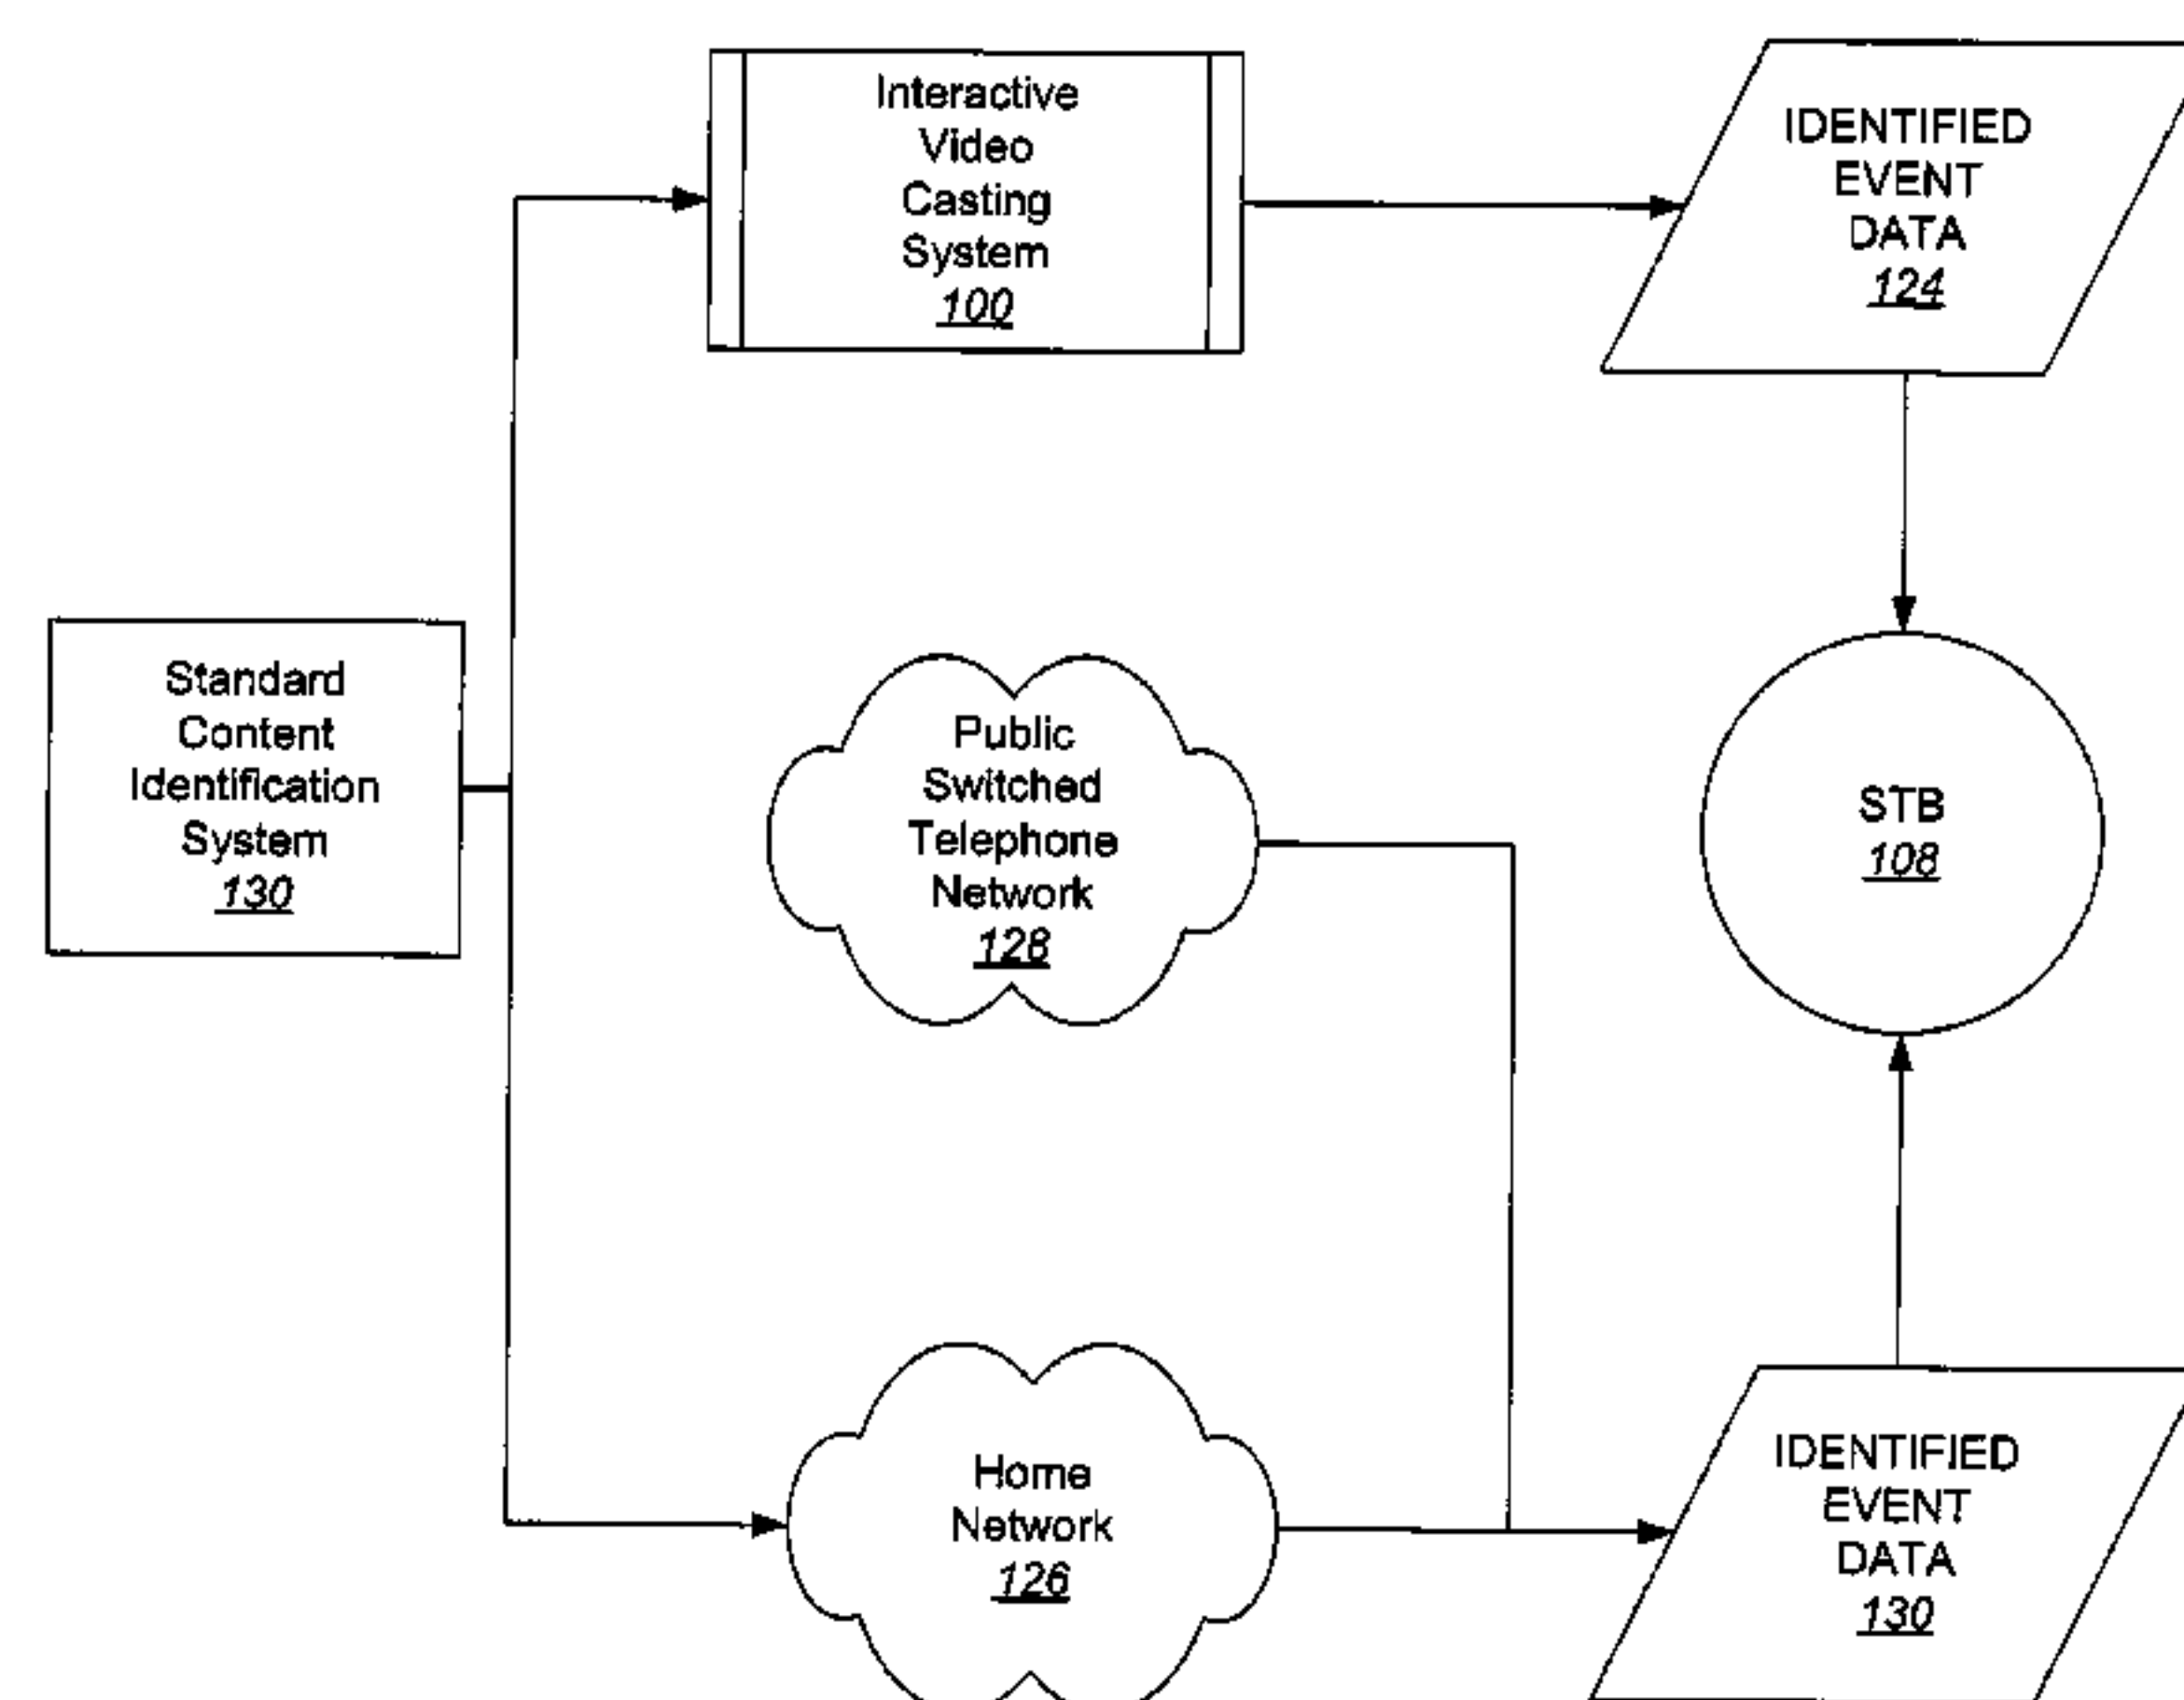 Interactive
Video
Casting
System
100
IDENTIFIED
EVENT
DATA
124
Standard
Content
Identification
System
130
Public
Switched
Telephone
Network
128
STB
108
Home
Network
126
IDENTIFIED
EVENT
DATA
130